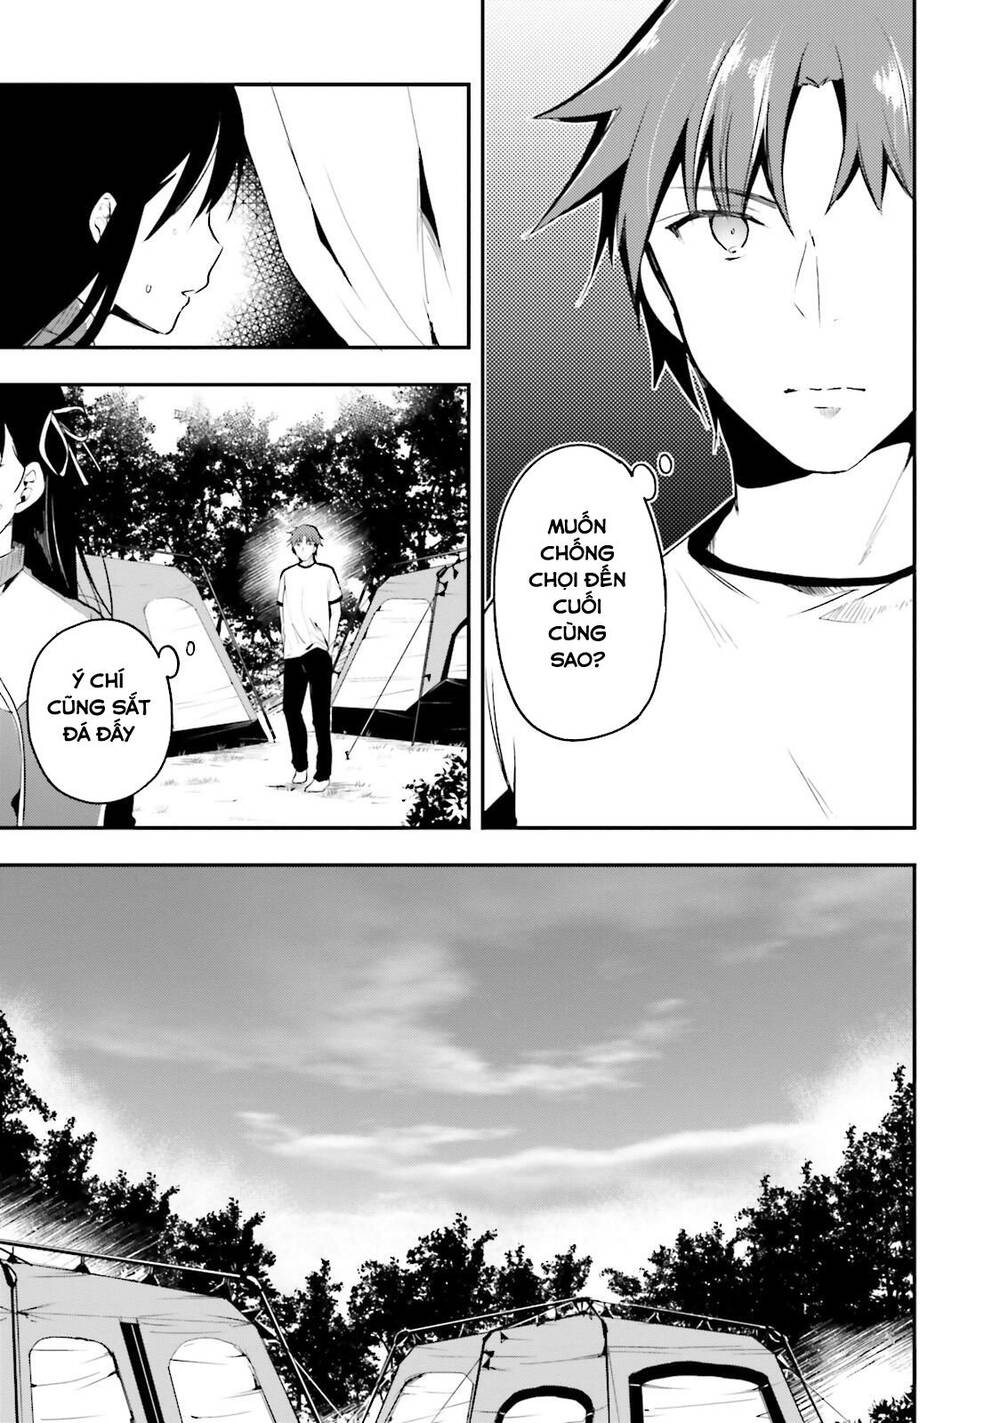 MUỐN
CHỐNG
CHỌI ĐẾN
CUỐI
CÙNG
SAO?
Ý CHÍ
CŨNG SẮT
ĐÁ ĐẤY